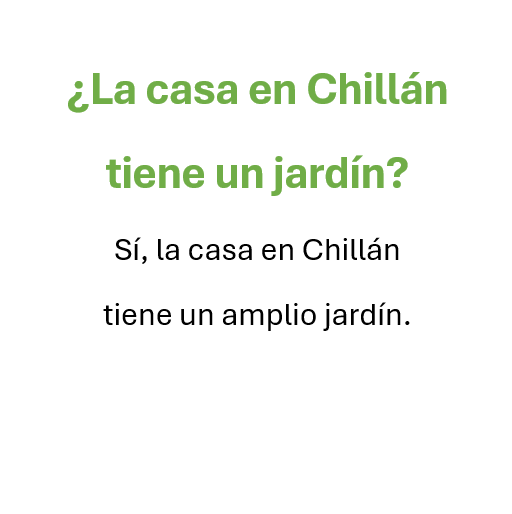 ¿La casa en Chillán
tiene un jardín?
Sí, la casa en Chillán
tiene un amplio jardín.